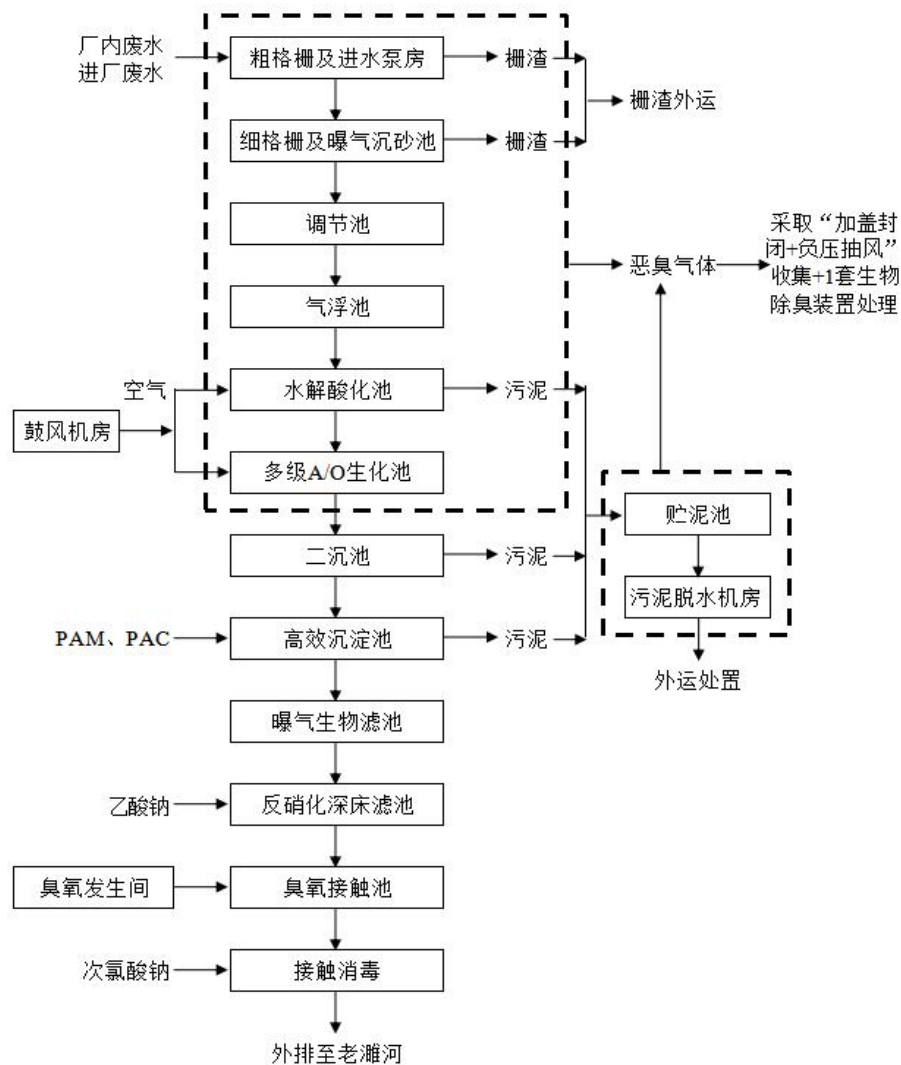 厂内废水
进厂废水
粗格栅及进水泵房
栅渣
栅渣外运
细格栅及曝气沉砂池
栅渣
调节池
采取“加盖封
闭+负压抽风”
收集+1套生物
除臭装置处理
恶臭气体
气浮池
空气
水解酸化池
污泥
鼓风机房
多级A/O生化池
贮泥池
二沉池
污泥
污泥脱水机房
PAM、PAC
高效沉淀池
污泥
外运处置
曝气生物滤池
乙酸钠
反硝化深床滤池
臭氧发生间
臭氧接触池
次氯酸钠
接触消毒
外排至老濉河